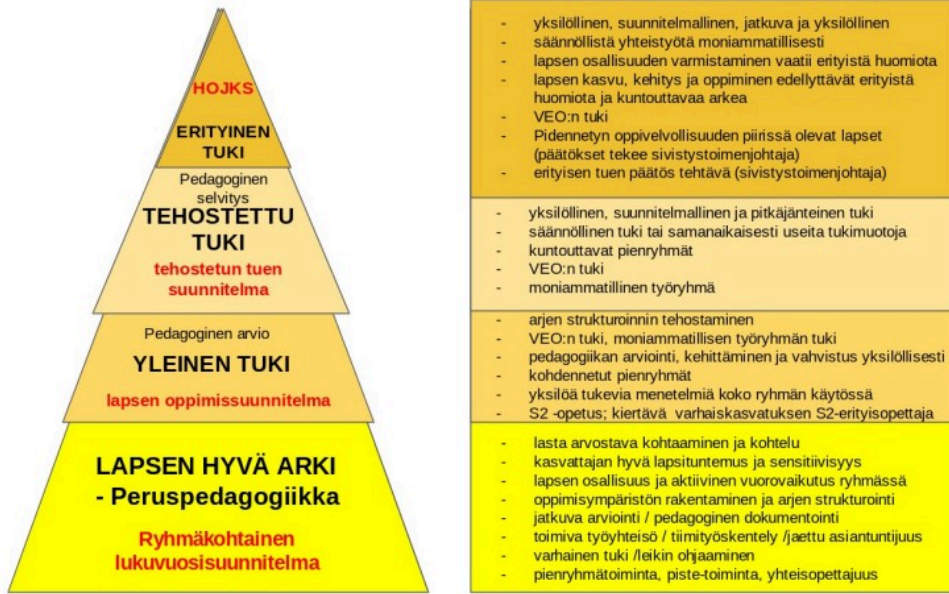 HOJKS
ERITYINEN
TUKI
- yksilöllinen, suunnitelmallinen, jatkuva ja yksilöllinen
- säännöllistä yhteistyötä moniammatillisesti
- lapsen osallisuuden varmistaminen vaatii erityistä huomiota
- lapsen kasvu, kehitys ja oppiminen edellyttävät erityistä
huomiota ja kuntouttavaa arkea
- VEO:n tuki
- Pidennetyn oppivelvollisuuden piirissä olevat lapset
(päätökset tekee sivistystoimenjohtaja)
- erityisen tuen päätös tehtävä (sivistystoimenjohtaja)
Pedagoginen
selvitys
TEHOSTETTU
TUKI
tehostetun tuen
suunnitelma
- yksilöllinen, suunnitelmallinen ja pitkäjänteinen tuki
- säännöllinen tuki tai samanaikaisesti useita tukimuotoja
- kuntouttavat pienryhmät
- VEO:n tuki
- moniammatillinen työryhmä
Pedagoginen arvio
YLEINEN TUKI
lapsen oppimissuunnitelma
- arjen strukturoinnin tehostaminen
- VEO:n tuki, moniammatillisen työryhmän tuki
- pedagogiikan arviointi, kehittäminen ja vahvistus yksilöllisesti
- kohdennetut pienryhmät
- yksilöä tukevia menetelmiä koko ryhmän käytössä
- S2 -opetus; kiertävä varhaiskasvatuksen S2-erityisopettaja
LAPSEN HYVÄ ARKI
- Peruspedagogiikka
Ryhmäkohtainen
lukuvuosisuunnitelma
- lasta arvostava kohtaaminen ja kohtelu
- kasvattajan hyvä lapsituntemus ja sensitiivisyys
- lapsen osallisuus ja aktiivinen vuorovaikutus ryhmässä
- oppimisympäristön rakentaminen ja arjen strukturointi
- jatkuva arviointi / pedagoginen dokumentointi
- toimiva työyhteisö / tiimityöskentely /jaettu asiantuntijuus
- varhainen tuki /leikin ohjaaminen
- pienryhmätoiminta, piste-toiminta, yhteisopettajuus